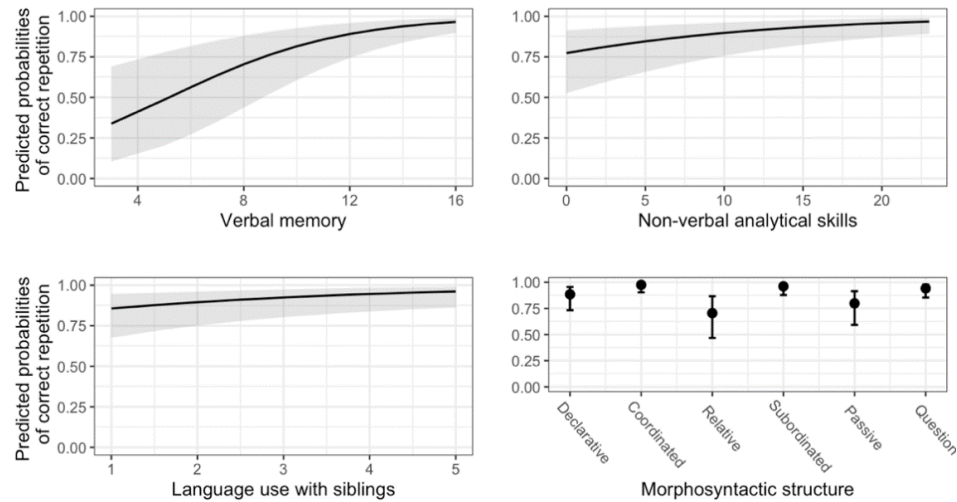 Predicted probabilities
of correct repetition
1.00
0.75
0.50
0.25
0.00
4
8
12
16
Verbal memory
1.00
0.75
0.50
0.25
0.00
0
5
10
15
20
Non-verbal analytical skills
Predicted probabilities
of correct repetition
1.00
0.75
0.50
0.25
0.00
1
2
3
4
5
Language use with siblings
1.00
0.75
0.50
0.25
0.00
Declarative
Coordinated
Relative
Subordinated
Passive
Question
Morphosyntactic structure